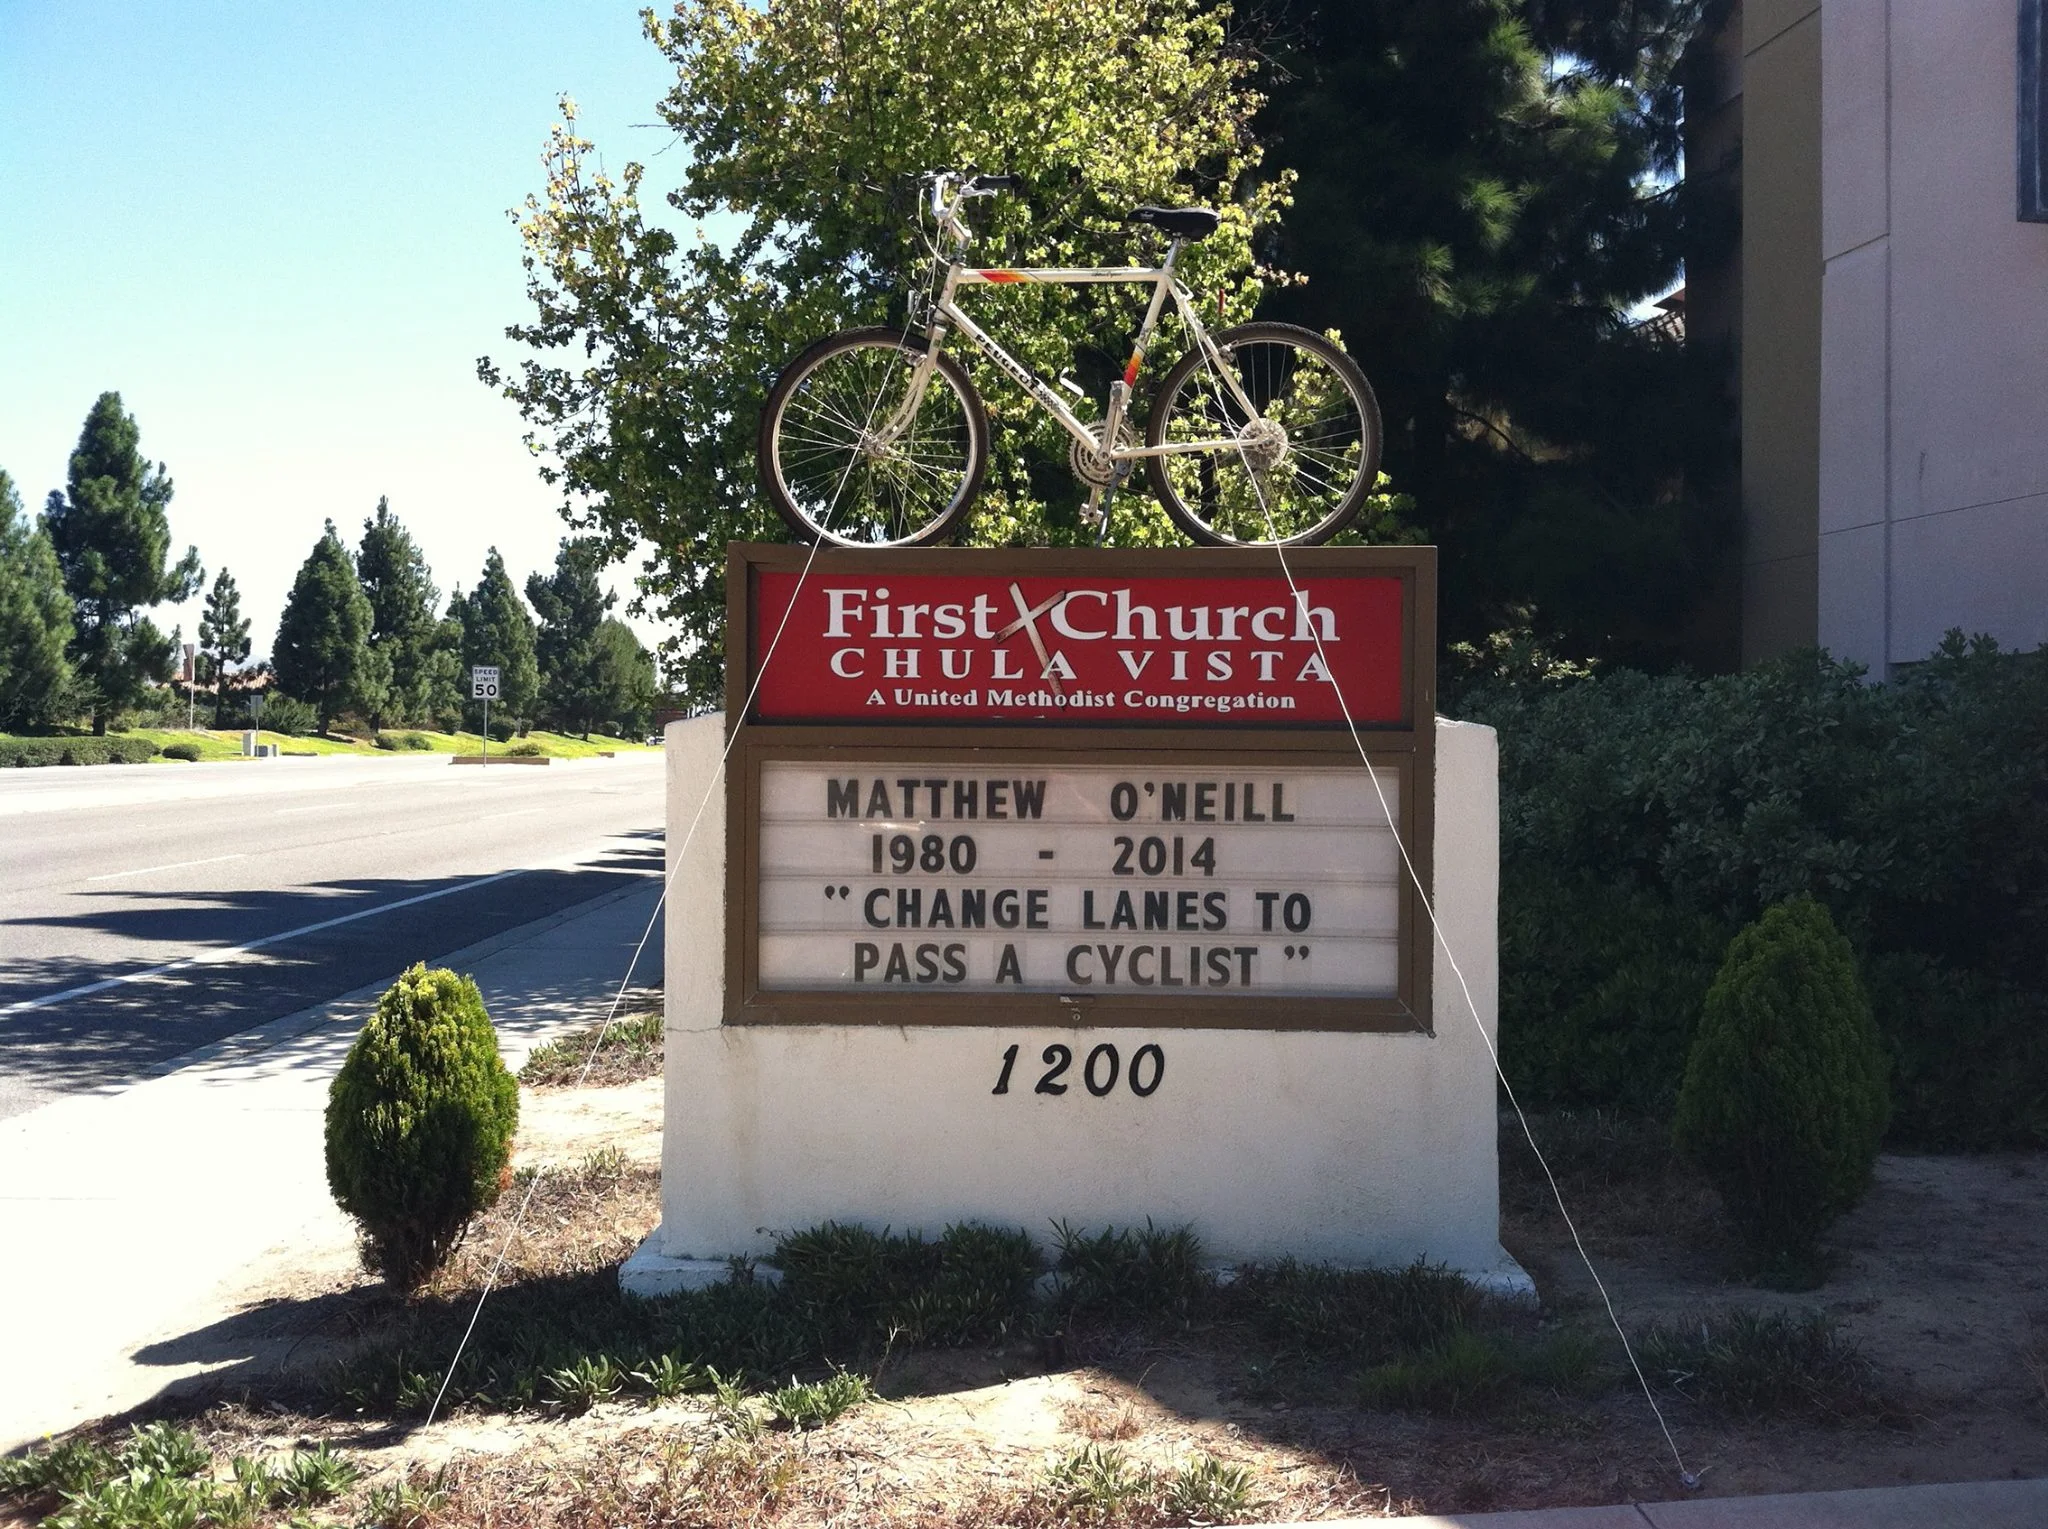 PEUGEOT
SPEED
LIMIT
50
First Church
CHULA VISTA
A United Methodist Congregation
MATTHEW O'NEILL
1980 - 2014
"CHANGE LANES TO
PASS A CYCLIST"
1200